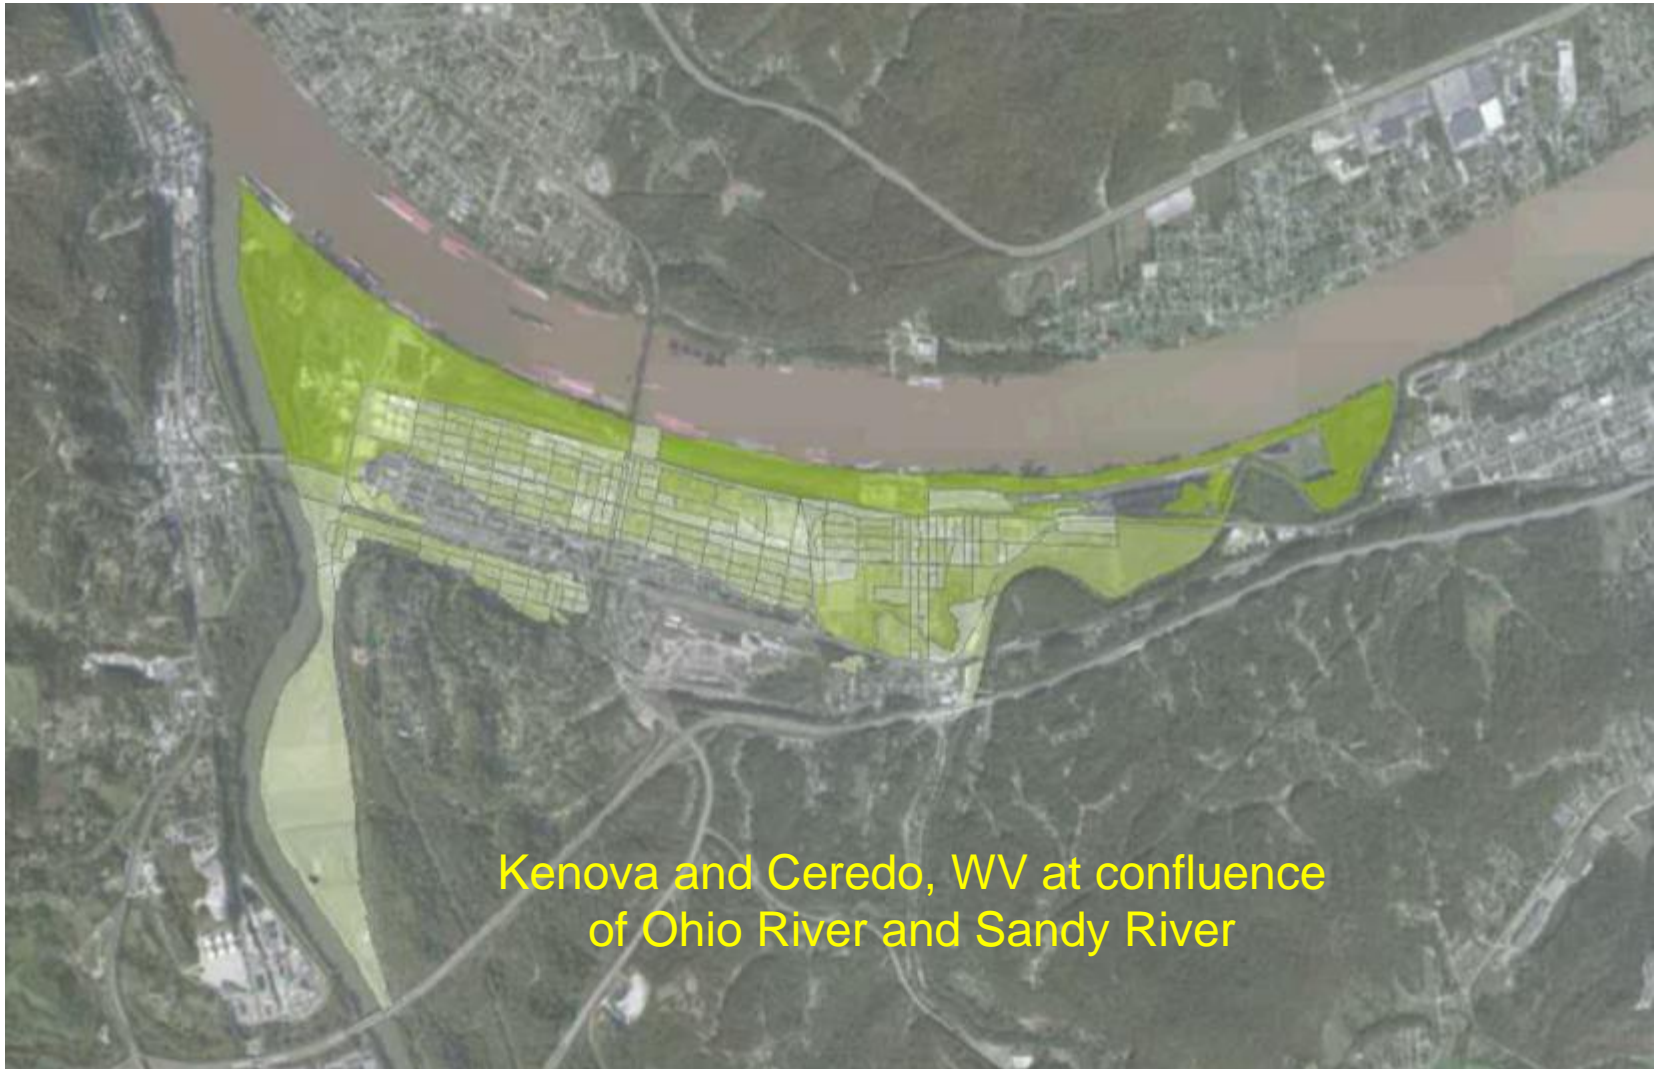 Kenova and Ceredo, WV at confluence
of Ohio River and Sandy River